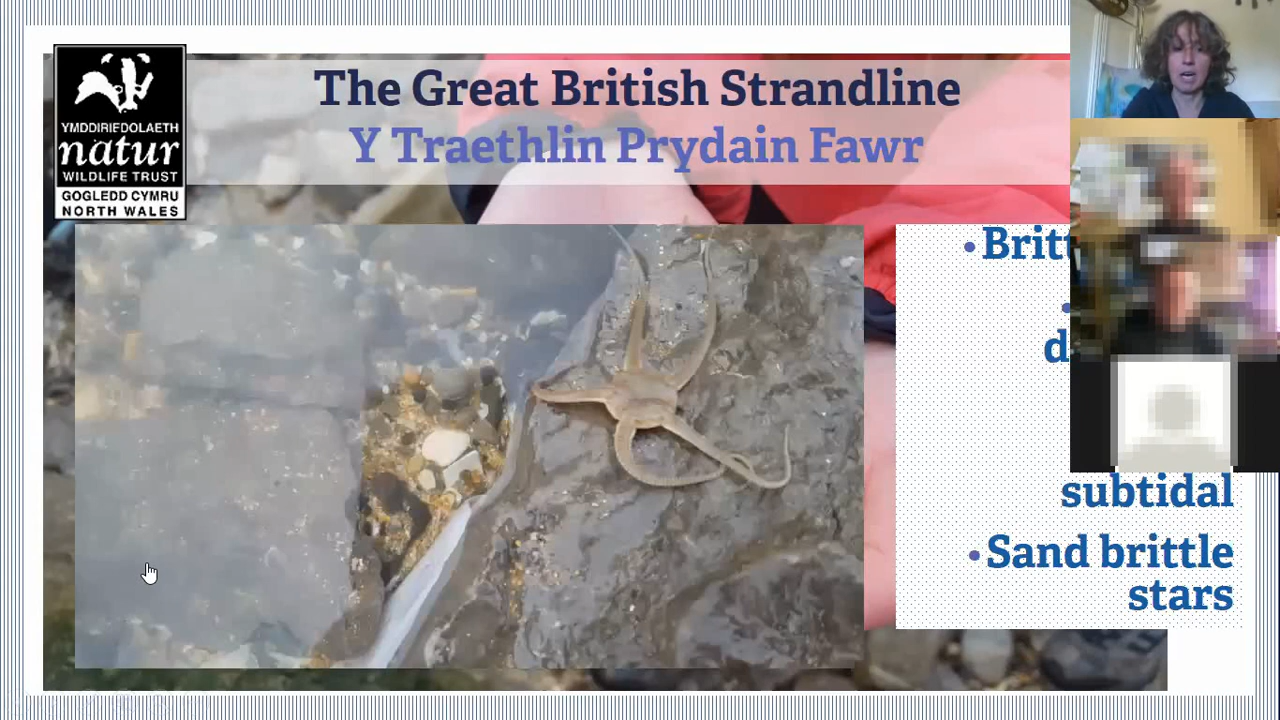 YMDDIRIEDOLAETH
natur
WILDLIFE TRUST
GOGLEDD CYMRU
NORTH WALES
The Great British Strandline
Y Traethlin Prydain Fawr
subtidal
• Sand brittle
stars